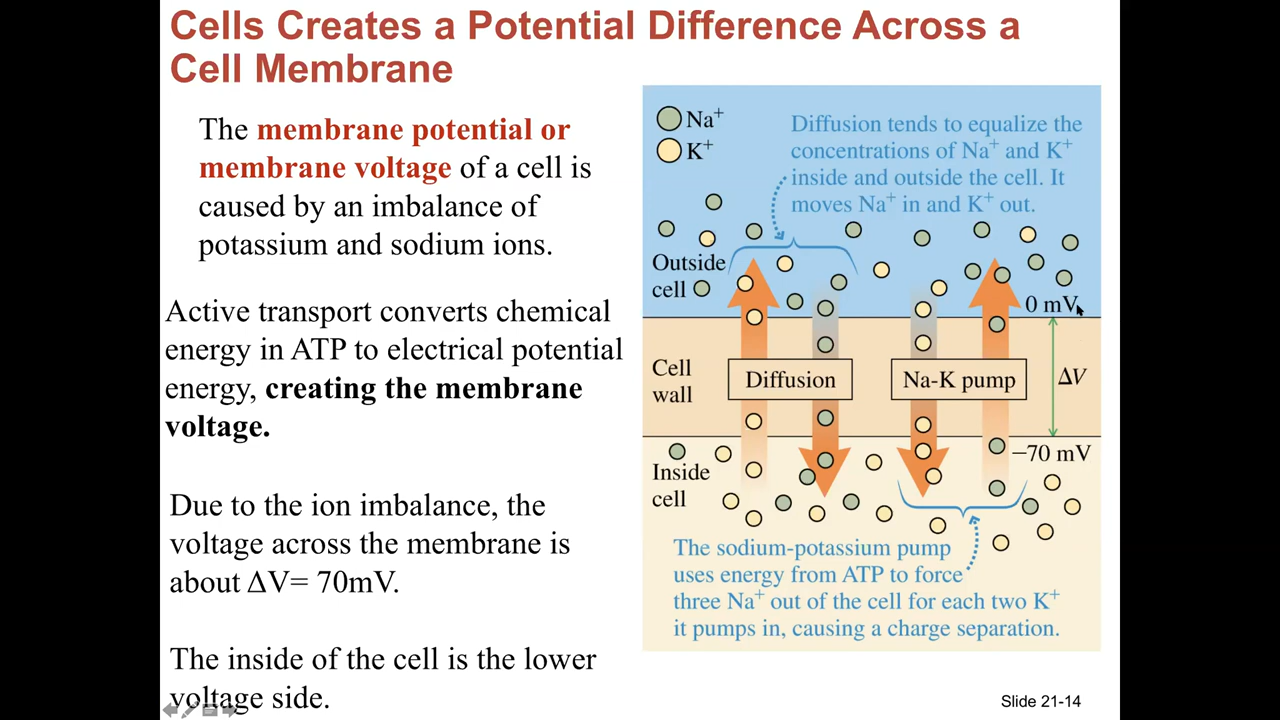 Cells Creates a Potential Difference Across a
Cell Membrane
The membrane potential or
membrane voltage of a cell is
caused by an imbalance of
potassium and sodium ions.
Active transport converts chemical
energy in ATP to electrical potential
energy, creating the membrane
voltage.
Due to the ion imbalance, the
voltage across the membrane is
about ΔV= 70mV.
The inside of the cell is the lower
voltage side.
Na⁺
K⁺
Diffusion tends to equalize the
concentrations of Na⁺ and K⁺
inside and outside the cell. It
moves Na⁺ in and K⁺ out.
Outside
cell
0 mV
Cell
wall
Diffusion
Na-K pump
ΔV
−70 mV
Inside
cell
The sodium-potassium pump
uses energy from ATP to force
three Na⁺ out of the cell for each two K⁺
it pumps in, causing a charge separation.
Slide 21-14